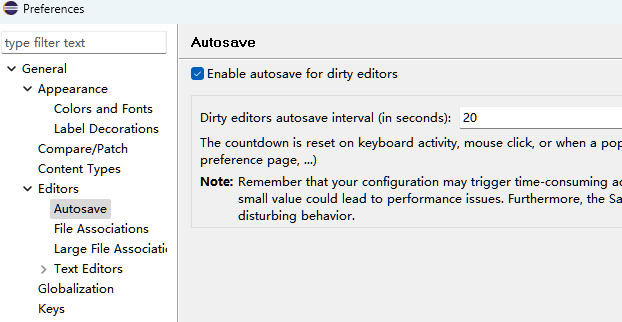 Preferences
type filter text
General
Appearance
Colors and Fonts
Label Decorations
Compare/Patch
Content Types
Editors
Autosave
File Associations
Large File Associati
Text Editors
Globalization
Keys
Autosave
Enable autosave for dirty editors
Dirty editors autosave interval (in seconds): 20
The countdown is reset on keyboard activity, mouse click, or when a pop
preference page, ...)
Note: Remember that your configuration may trigger time-consuming ac
small value could lead to performance issues. Furthermore, the Sa
disturbing behavior.